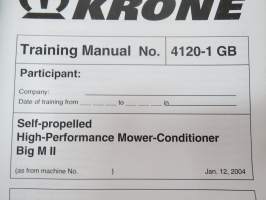 KRONE
Training Manual No. 4120-1 GB
Participant:
Company:
Date of training from to in
Self-propelled
High-Performance Mower-Conditioner
Big M II
(as from machine No. ) Jan. 12, 2004